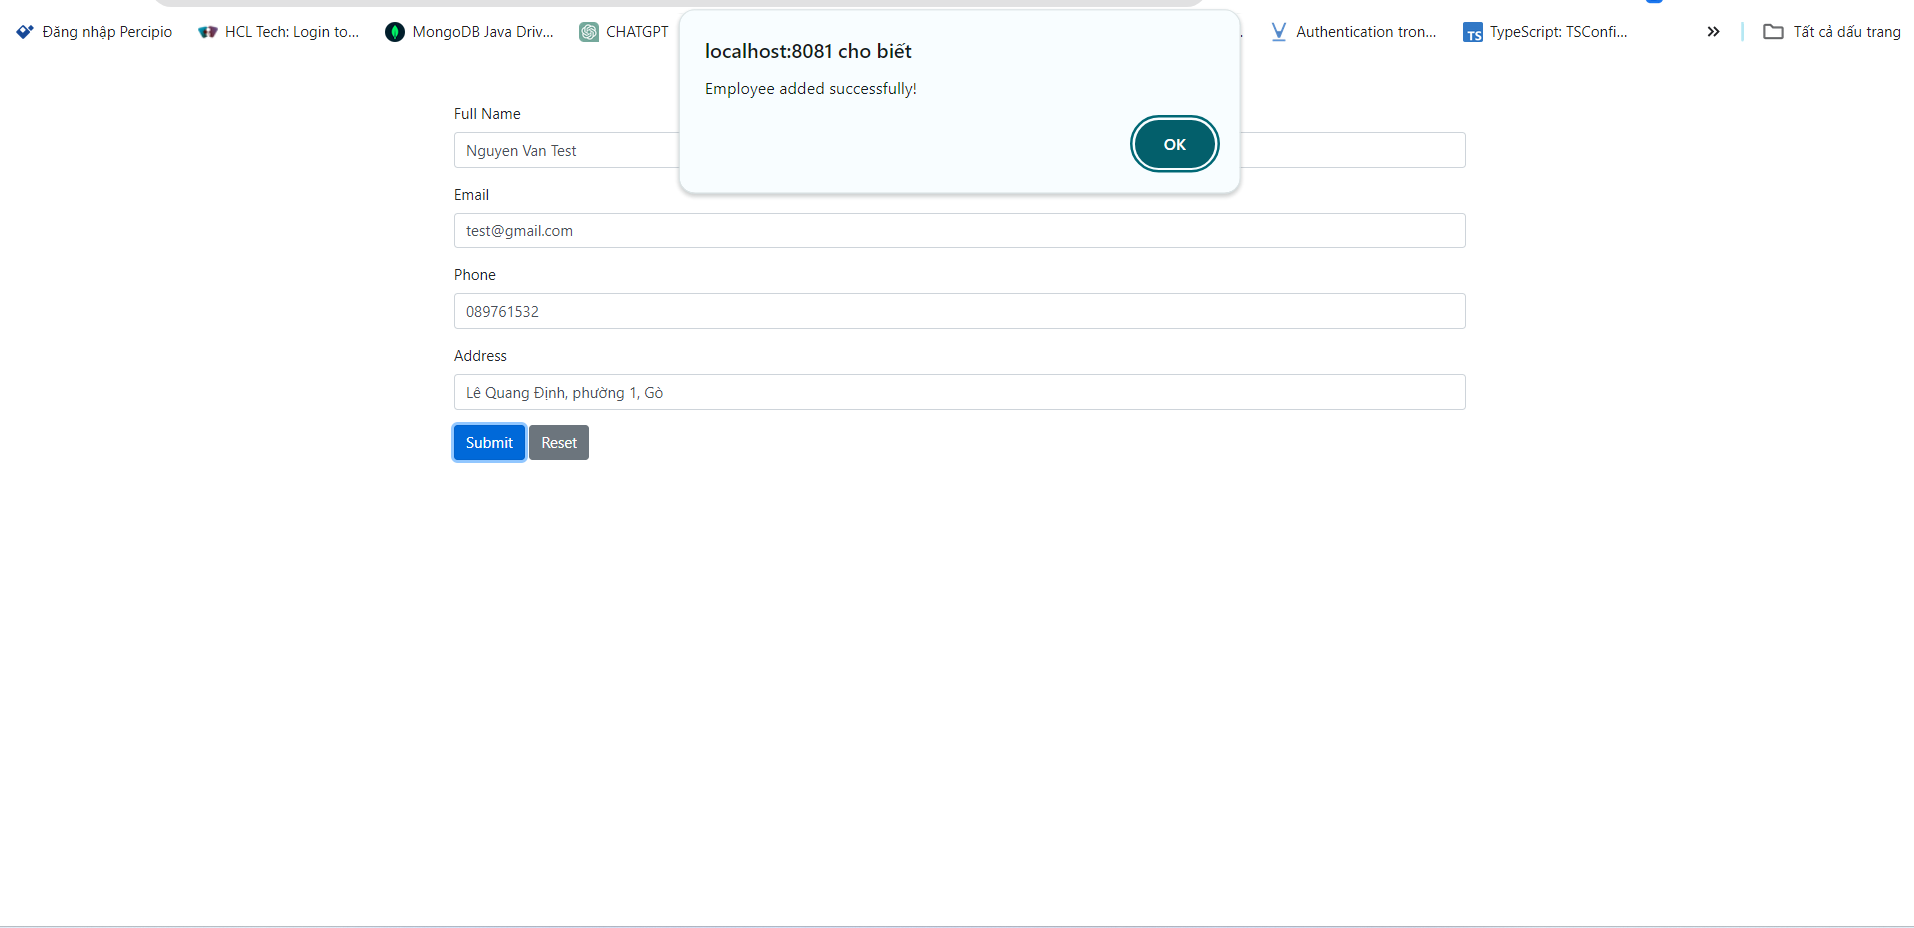 Đăng nhập Percipio
HCL Tech: Login to...
MongoDB Java Driv...
CHATGPT
Authentication tron...
TS
TypeScript: TSConfi...
Tất cả dấu trang
localhost:8081 cho biết
Employee added successfully!
OK
Full Name
Nguyen Van Test
Email
test@gmail.com
Phone
089761532
Address
Lê Quang Định, phường 1, Gò
Submit
Reset